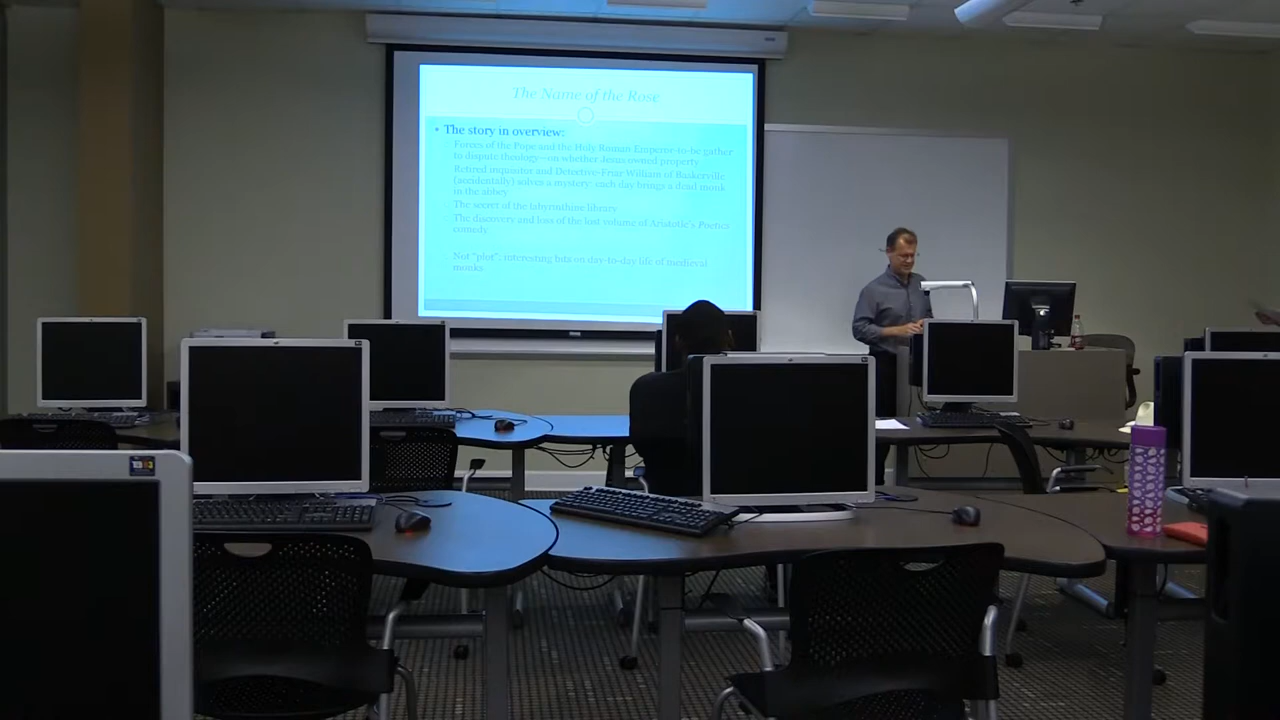 The Name of the Rose
• The story in overview:
Forces of the Pope and the Holy Roman Emperor-to-be gather
to dispute theology—on whether Jesus owned property
Retired inquisitor and Detective-Friar William of Baskerville
(accidentally) solves a mystery: each day brings a dead monk
in the abbey
The secret of the labyrinthine library
The discovery and loss of the lost volume of Aristotle's Poetics
comedy
Not "plot": interesting bits on day-to-day life of medieval
monks